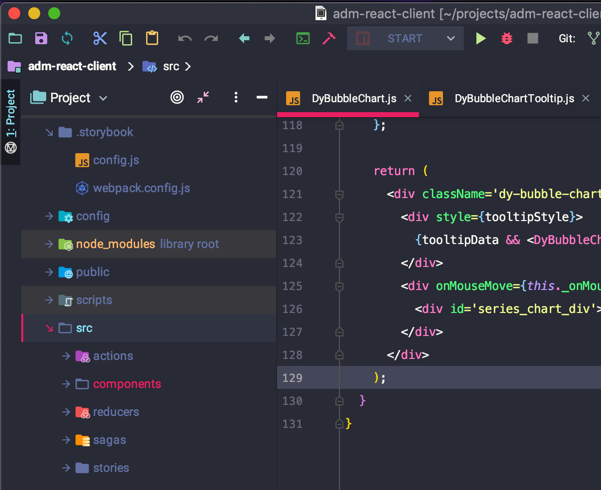 adm-react-client [~/projects/adm-react-clie
START
Git:
adm-react-client > src >
1: Project
Project
DyBubbleChart.js ×
DyBubbleChartTooltip.js ×
.storybook
config.js
webpack.config.js
config
node_modules library root
public
scripts
src
actions
components
reducers
sagas
stories
118 };
119
120 return (
121 <div className='dy-bubble-chart
122 <div style={tooltipStyle}>
123 {tooltipData && <DyBubbleCh
124 </div>
125 <div onMouseMove={this._onMou
126 <div id='series_chart_div'>
127 </div>
128 </div>
129 );
130 }
131 }